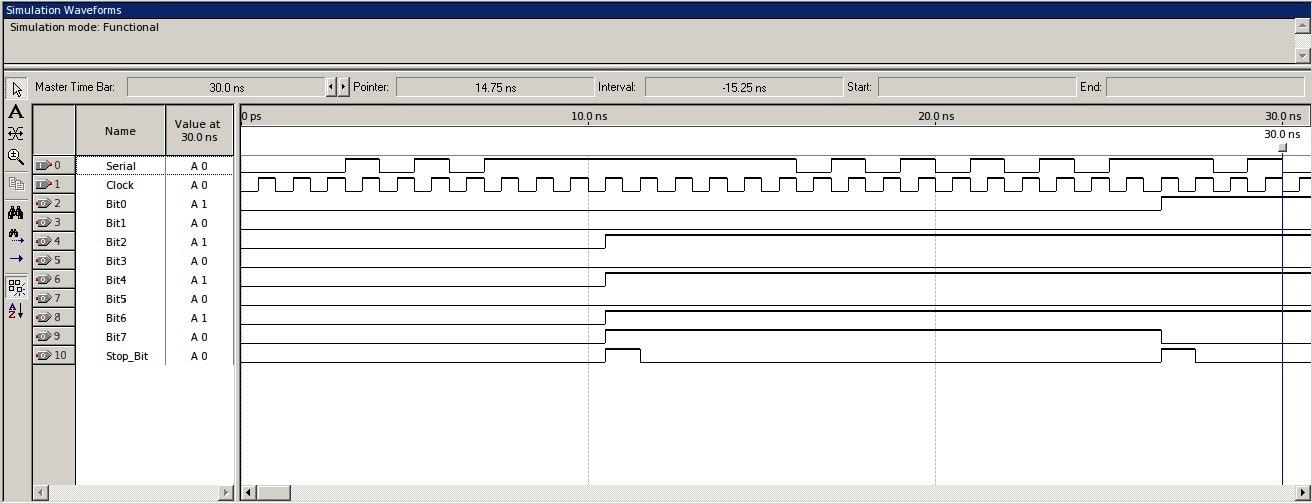 Simulation Waveforms
Simulation mode: Functional
Master Time Bar: 30.0 ns Pointer: 14.75 ns Interval: -15.25 ns Start: End:
Name Value at 30.0 ns 0 ps 10.0 ns 20.0 ns 30.0 ns
30.0 ns
0 Serial A 0
1 Clock A 0
2 Bit0 A 1
3 Bit1 A 0
4 Bit2 A 1
5 Bit3 A 0
6 Bit4 A 1
7 Bit5 A 0
8 Bit6 A 1
9 Bit7 A 0
10 Stop_Bit A 0